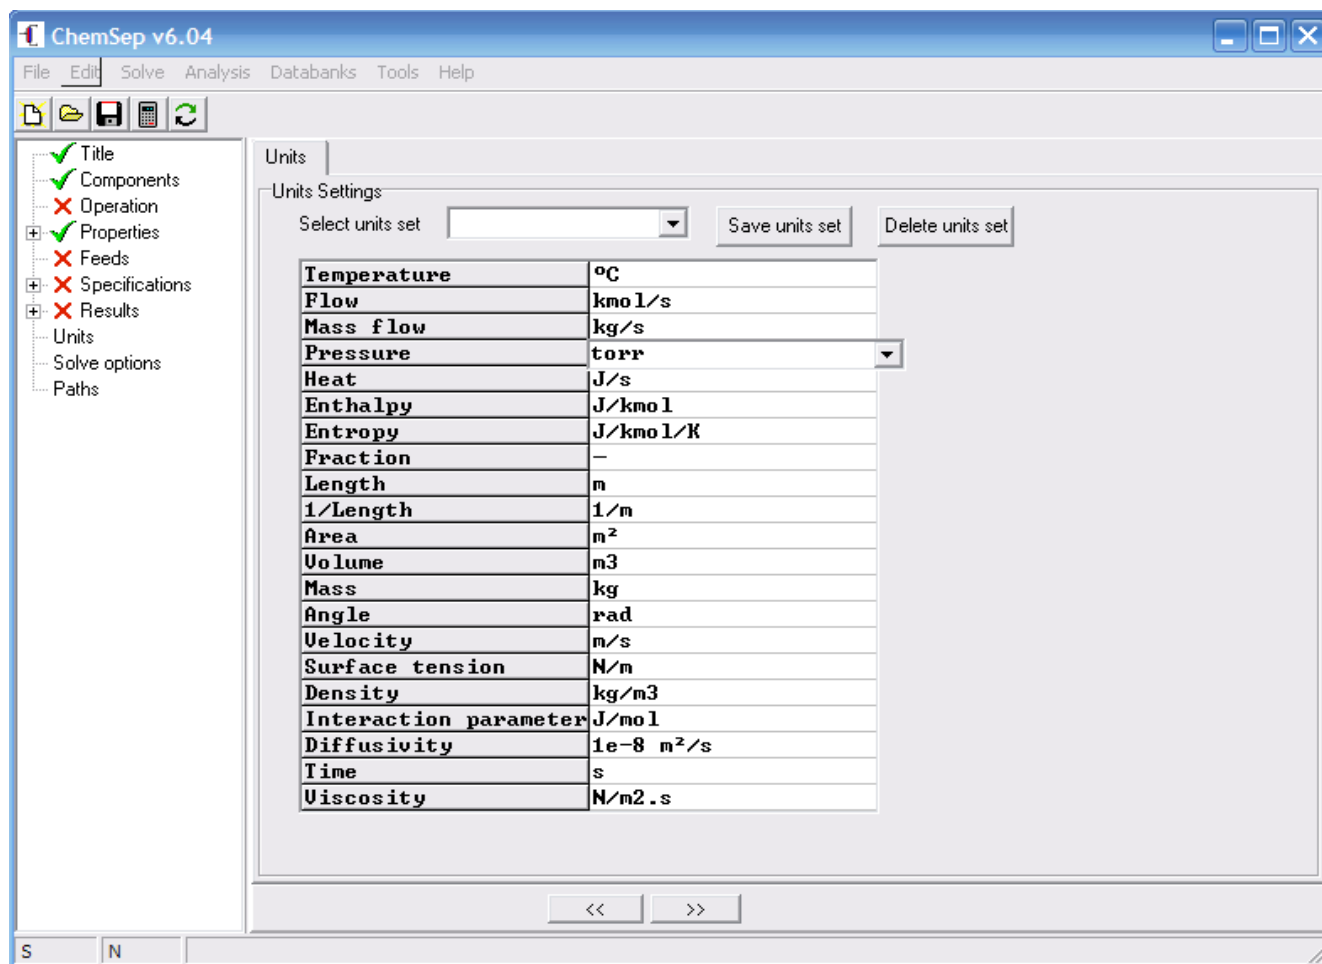 ChemSep v6.04
File Edit Solve Analysis Databanks Tools Help
Title
Components
Operation
Properties
Feeds
Specifications
Results
Units
Solve options
Paths
Units
Units Settings
Select units set Save units set Delete units set
Temperature ºC
Flow kmol/s
Mass flow kg/s
Pressure torr
Heat J/s
Enthalpy J/kmol
Entropy J/kmol/K
Fraction –
Length m
1/Length 1/m
Area m²
Volume m3
Mass kg
Angle rad
Velocity m/s
Surface tension N/m
Density kg/m3
Interaction parameter J/mol
Diffusivity 1e-8 m²/s
Time s
Viscosity N/m2.s
<< >>
S N